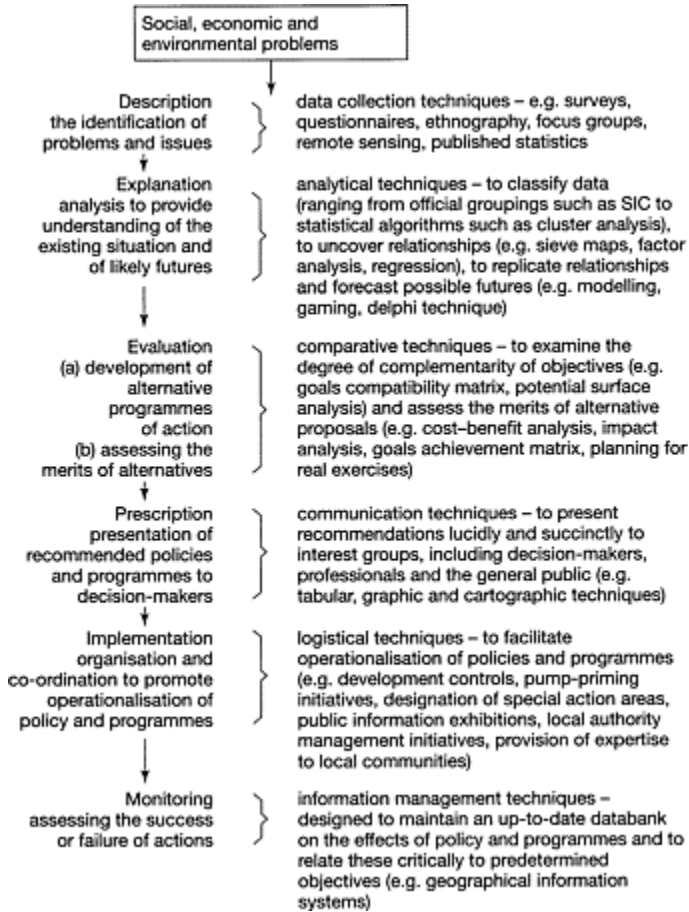 Social, economic and
environmental problems
Description
the identification of
problems and issues
data collection techniques – e.g. surveys,
questionnaires, ethnography, focus groups,
remote sensing, published statistics
Explanation
analysis to provide
understanding of the
existing situation and
of likely futures
analytical techniques – to classify data
(ranging from official groupings such as SIC to
statistical algorithms such as cluster analysis),
to uncover relationships (e.g. sieve maps, factor
analysis, regression), to replicate relationships
and forecast possible futures (e.g. modelling,
gaming, delphi technique)
Evaluation
(a) development of
alternative
programmes
of action
(b) assessing the
merits of alternatives
comparative techniques – to examine the
degree of complementarity of objectives (e.g.
goals compatibility matrix, potential surface
analysis) and assess the merits of alternative
proposals (e.g. cost–benefit analysis, impact
analysis, goals achievement matrix, planning for
real exercises)
Prescription
presentation of
recommended policies
and programmes to
decision-makers
communication techniques – to present
recommendations lucidly and succinctly to
interest groups, including decision-makers,
professionals and the general public (e.g.
tabular, graphic and cartographic techniques)
Implementation
organisation and
co-ordination to promote
operationalisation of
policy and programmes
logistical techniques – to facilitate
operationalisation of policies and programmes
(e.g. development controls, pump-priming
initiatives, designation of special action areas,
public information exhibitions, local authority
management initiatives, provision of expertise
to local communities)
Monitoring
assessing the success
or failure of actions
information management techniques –
designed to maintain an up-to-date databank
on the effects of policy and programmes and to
relate these critically to predetermined
objectives (e.g. geographical information
systems)